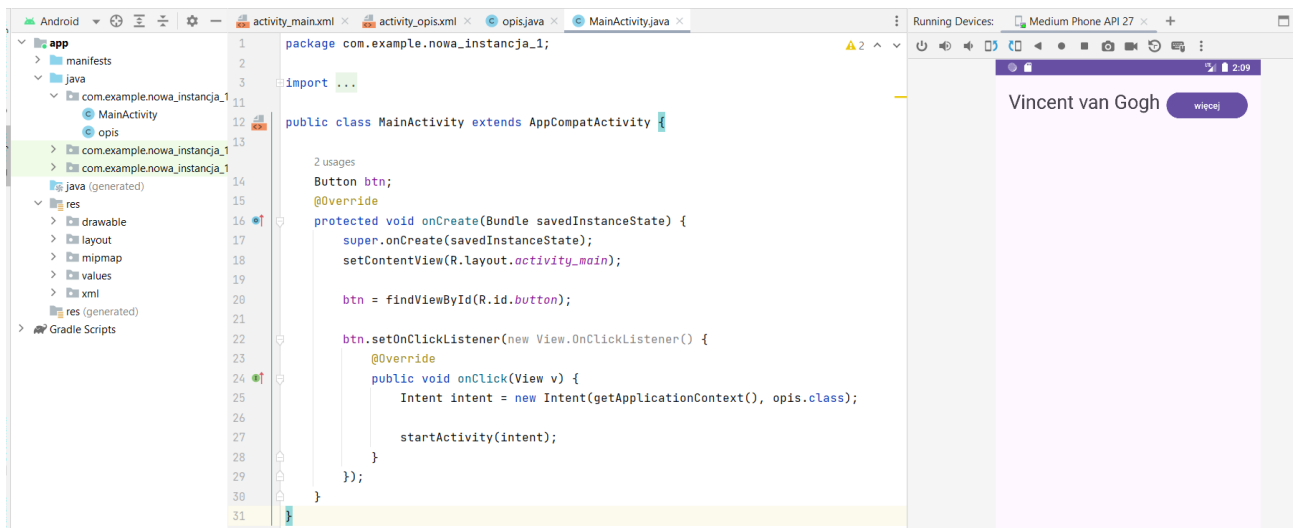 Android
activity_main.xml
activity_opis.xml
opis.java
MainActivity.java
Running Devices:
Medium Phone API 27
app
manifests
java
com.example.nowa_instancja_1
MainActivity
opis
com.example.nowa_instancja_1
com.example.nowa_instancja_1
java (generated)
res
drawable
layout
mipmap
values
xml
res (generated)
Gradle Scripts
2
1 package com.example.nowa_instancja_1;
2
3 import ...
11
12 public class MainActivity extends AppCompatActivity {
13
2 usages
14 Button btn;
15 @Override
16 protected void onCreate(Bundle savedInstanceState) {
17 super.onCreate(savedInstanceState);
18 setContentView(R.layout.activity_main);
19
20 btn = findViewById(R.id.button);
21
22 btn.setOnClickListener(new View.OnClickListener() {
23 @Override
24 public void onClick(View v) {
25 Intent intent = new Intent(getApplicationContext(), opis.class);
26
27 startActivity(intent);
28 }
29 });
30 }
31 }
2:09
Vincent van Gogh
więcej